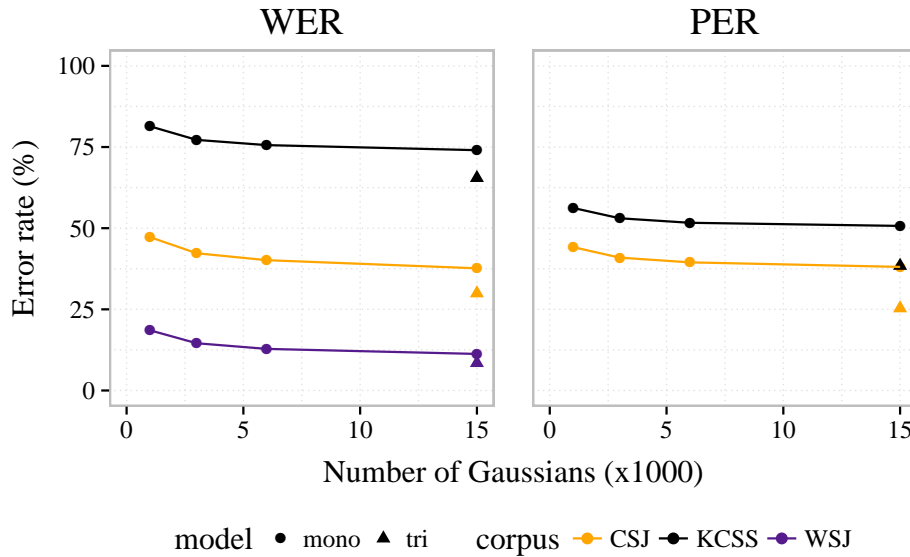 WER PER
Error rate (%)
100
75
50
25
0
0 5 10 15 0 5 10 15
Number of Gaussians (x1000)
model mono tri corpus CSJ KCSS WSJ